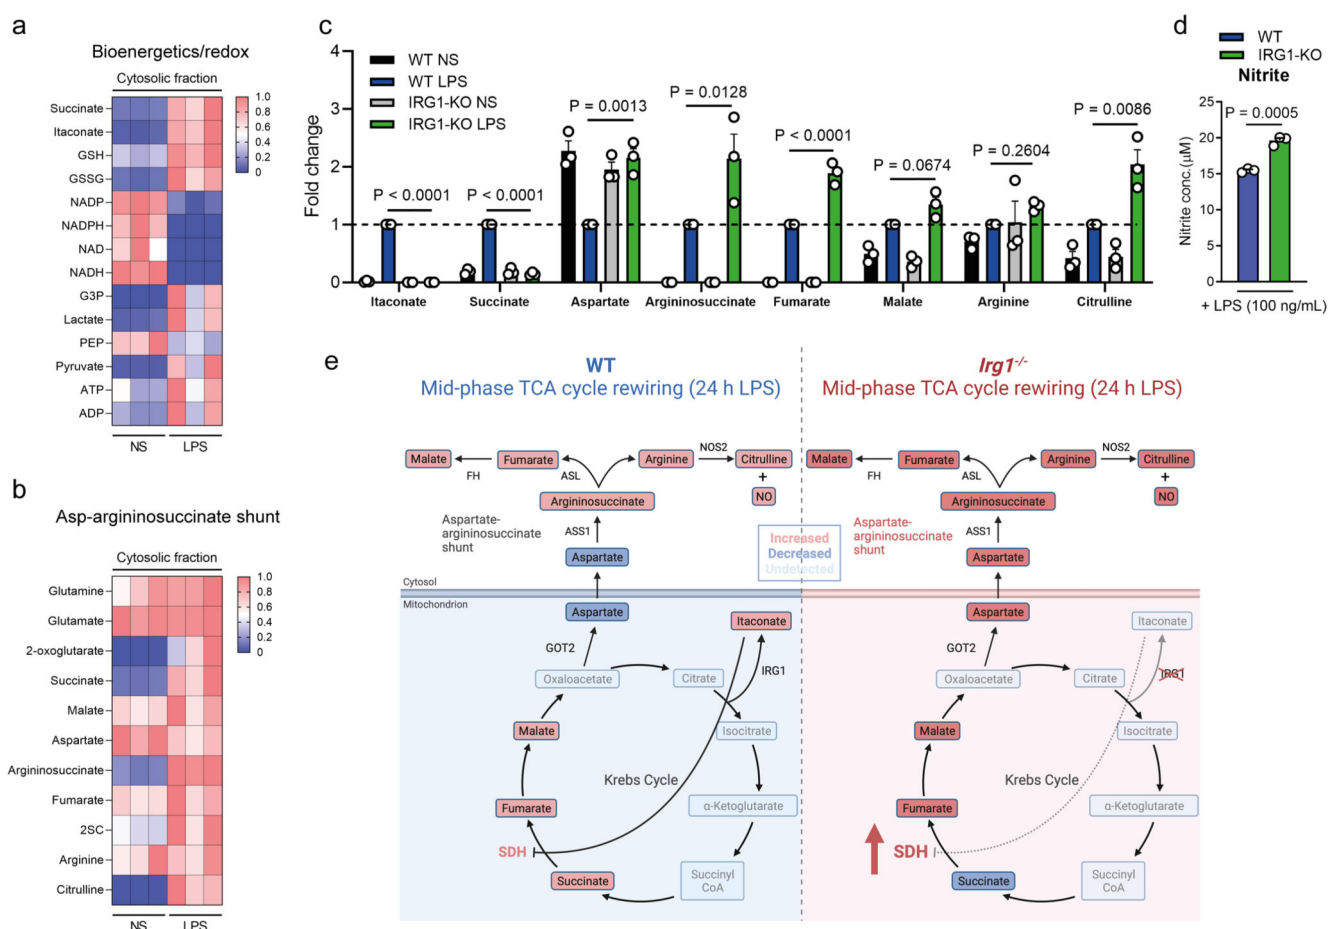 a
Bioenergetics/redox
Cytosolic fraction
Succinate
Itaconate
GSH
GSSG
NADP
NADPH
NAD
NADH
G3P
Lactate
PEP
Pyruvate
ATP
ADP
1.0
0.8
0.6
0.4
0.2
0
NS
LPS
b
Asp-argininosuccinate shunt
Cytosolic fraction
Glutamine
Glutamate
2-oxoglutarate
Succinate
Malate
Aspartate
Argininosuccinate
Fumarate
2SC
Arginine
Citrulline
1.0
0.8
0.6
0.4
0.2
0
NS
LPS
c
WT NS
WT LPS
IRG1-KO NS
IRG1-KO LPS
Fold change
4
3
2
1
0
P < 0.0001
P < 0.0001
P = 0.0013
P = 0.0128
P < 0.0001
P = 0.0674
P = 0.2604
P = 0.0086
Itaconate
Succinate
Aspartate
Argininosuccinate
Fumarate
Malate
Arginine
Citrulline
d
WT
IRG1-KO
Nitrite
P = 0.0005
Nitrite conc.(μM)
25
20
15
10
5
0
+ LPS (100 ng/mL)
e
WT
Mid-phase TCA cycle rewiring (24 h LPS)
Malate
FH
Fumarate
ASL
Arginine
NOS2
Citrulline
+
NO
Argininosuccinate
Aspartate-
argininosuccinate
shunt
ASS1
Aspartate
Cytosol
Mitochondrion
Aspartate
GOT2
Itaconate
IRG1
Oxaloacetate
Citrate
Malate
Isocitrate
Krebs Cycle
Fumarate
α-Ketoglutarate
SDH
Succinate
Succinyl
CoA
Increased
Decreased
Undetected
Irg1-/-
Mid-phase TCA cycle rewiring (24 h LPS)
Malate
FH
Fumarate
ASL
Arginine
NOS2
Citrulline
+
NO
Argininosuccinate
Aspartate-
argininosuccinate
shunt
ASS1
Aspartate
Aspartate
GOT2
Itaconate
IRG1
Oxaloacetate
Citrate
Malate
Isocitrate
Krebs Cycle
Fumarate
α-Ketoglutarate
SDH
Succinate
Succinyl
CoA